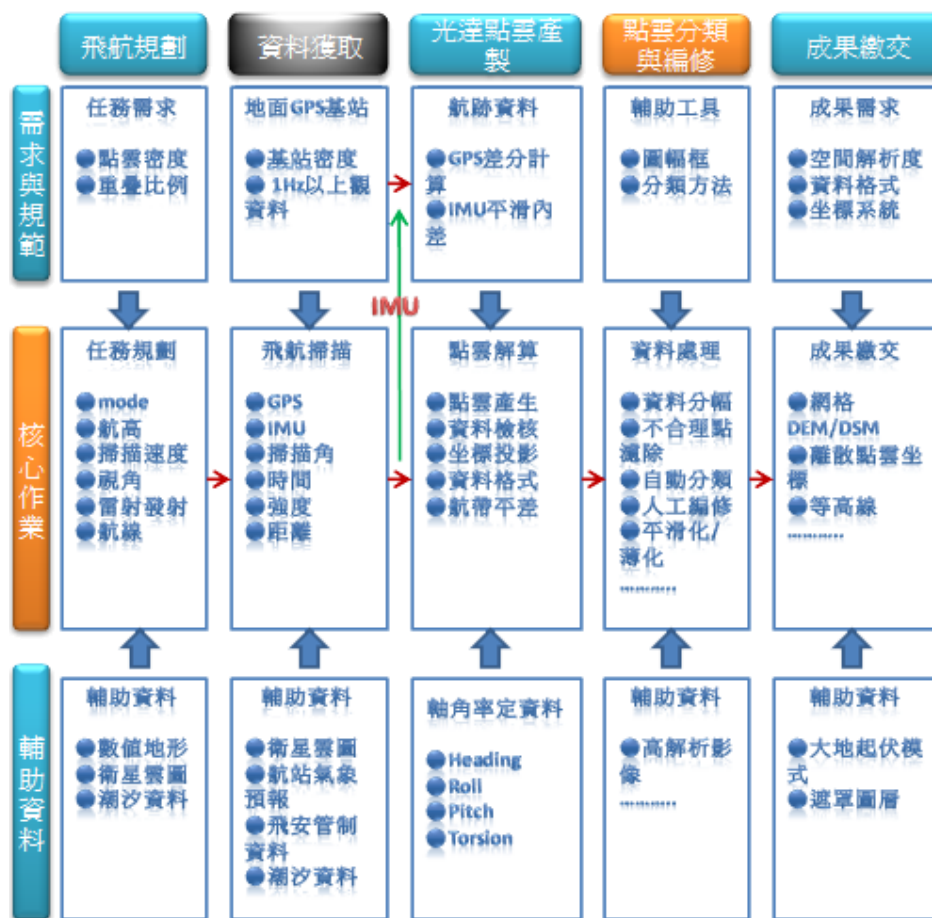 飛航規劃
資料獲取
光達點雲產
製
點雲分類
與編修
成果繳交
需求與規範
任務需求
●點雲密度
●重疊比例
地面GPS基站
●基站密度
●1Hz以上觀
資料
航跡資料
●GPS差分計
算
●IMU平滑內
差
輔助工具
●圖幅框
●分類方法
成果需求
●空間解析度
●資料格式
●坐標系統
IMU
核心作業
任務規劃
●mode
●航高
●掃描速度
●視角
●雷射發射
●航線
飛航掃描
●GPS
●IMU
●掃描角
●時間
●強度
●距離
點雲解算
●點雲產生
●資料檢核
●坐標投影
●資料格式
●航帶平差
資料處理
●資料分幅
●不合理點
濾除
●自動分類
●人工編修
●平滑化/
薄化
...........
成果繳交
●網格
DEM/DSM
●離散點雲坐
標
●等高線
...........
輔助資料
輔助資料
●數值地形
●衛星雲圖
●潮汐資料
輔助資料
●衛星雲圖
●航站氣象
預報
●飛安管制
資料
●潮汐資料
軸角率定資料
●Heading
●Roll
●Pitch
●Torsion
輔助資料
●高解析影
像
...........
輔助資料
●大地起伏模
式
●遮罩圖層